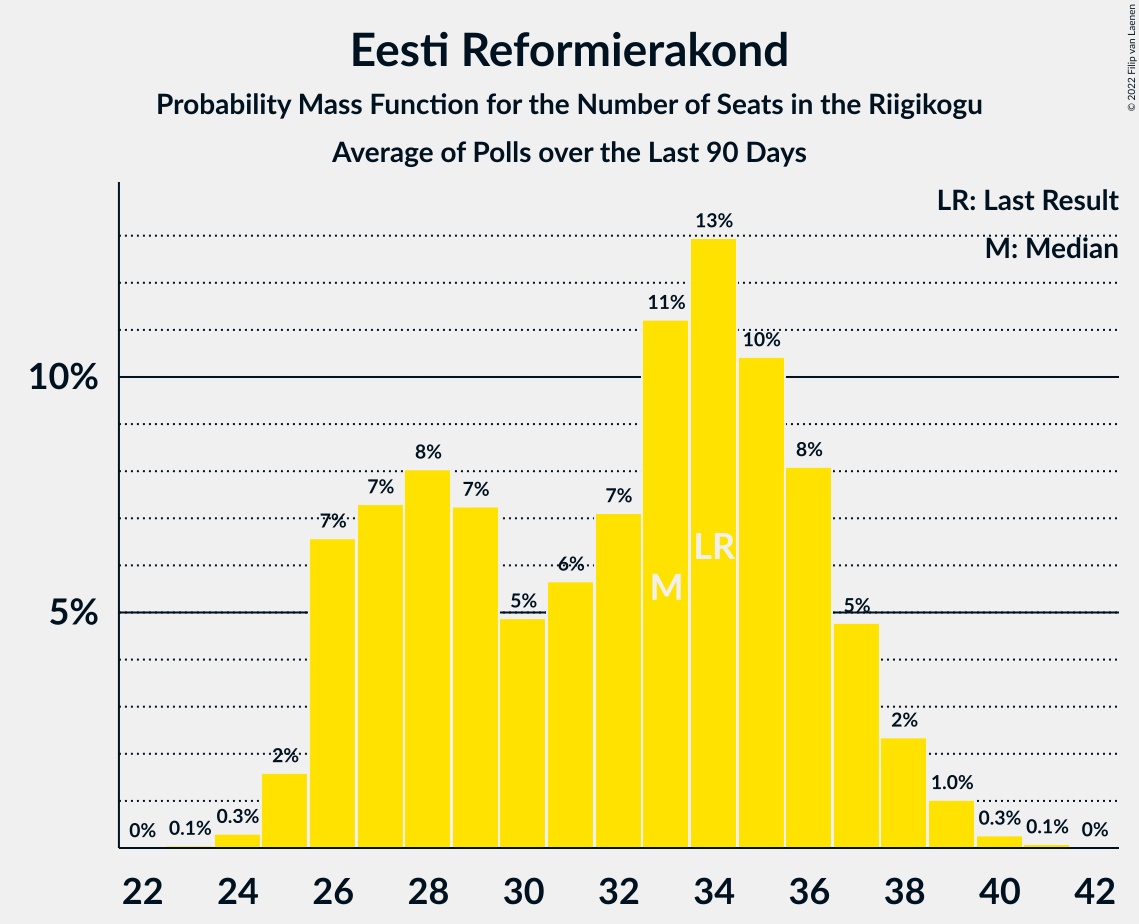 Eesti Reformierakond
Probability Mass Function for the Number of Seats in the Riigikogu
Average of Polls over the Last 90 Days
© 2022 Filip van Laenen
LR: Last Result
M: Median
10%
5%
0%
0.1%
0.3%
2%
7%
7%
8%
7%
5%
6%
7%
11%
13%
10%
8%
5%
2%
1.0%
0.3%
0.1%
0%
M
LR
22 24 26 28 30 32 34 36 38 40 42